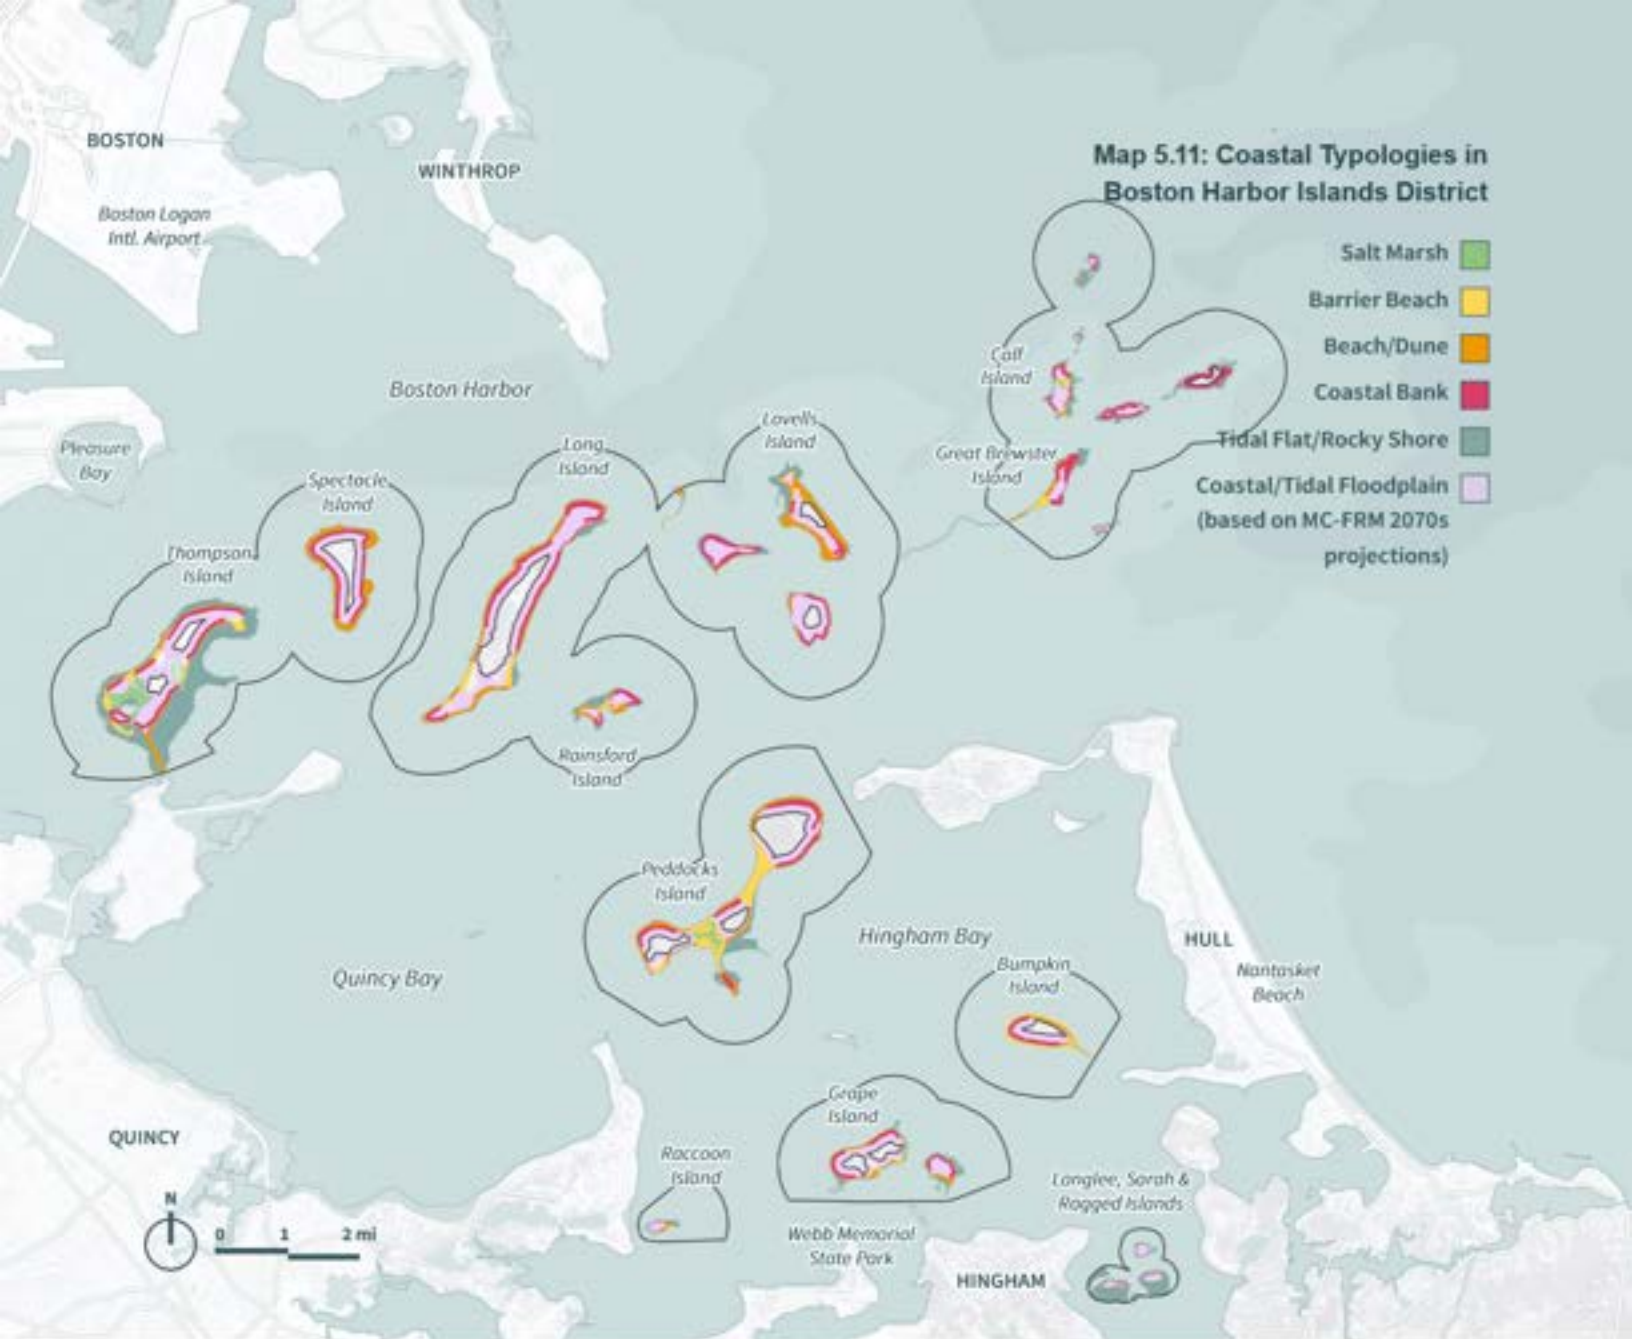 BOSTON
Boston Logan
Intl. Airport
WINTHROP
Map 5.11: Coastal Typologies in
Boston Harbor Islands District
Salt Marsh
Barrier Beach
Beach/Dune
Coastal Bank
Tidal Flat/Rocky Shore
Coastal/Tidal Floodplain
(based on MC-FRM 2070s
projections)
Calf
Island
Boston Harbor
Lovells
Island
Long
Island
Great Brewster
Island
Pleasure
Bay
Spectacle
Island
Thompson
Island
Rainsford
Island
Peddocks
Island
Hingham Bay
HULL
Nantasket
Beach
Bumpkin
Island
Quincy Bay
Grape
Island
QUINCY
Raccoon
Island
Langlee, Sarah &
Ragged Islands
N
0 1 2 mi
Webb Memorial
State Park
HINGHAM